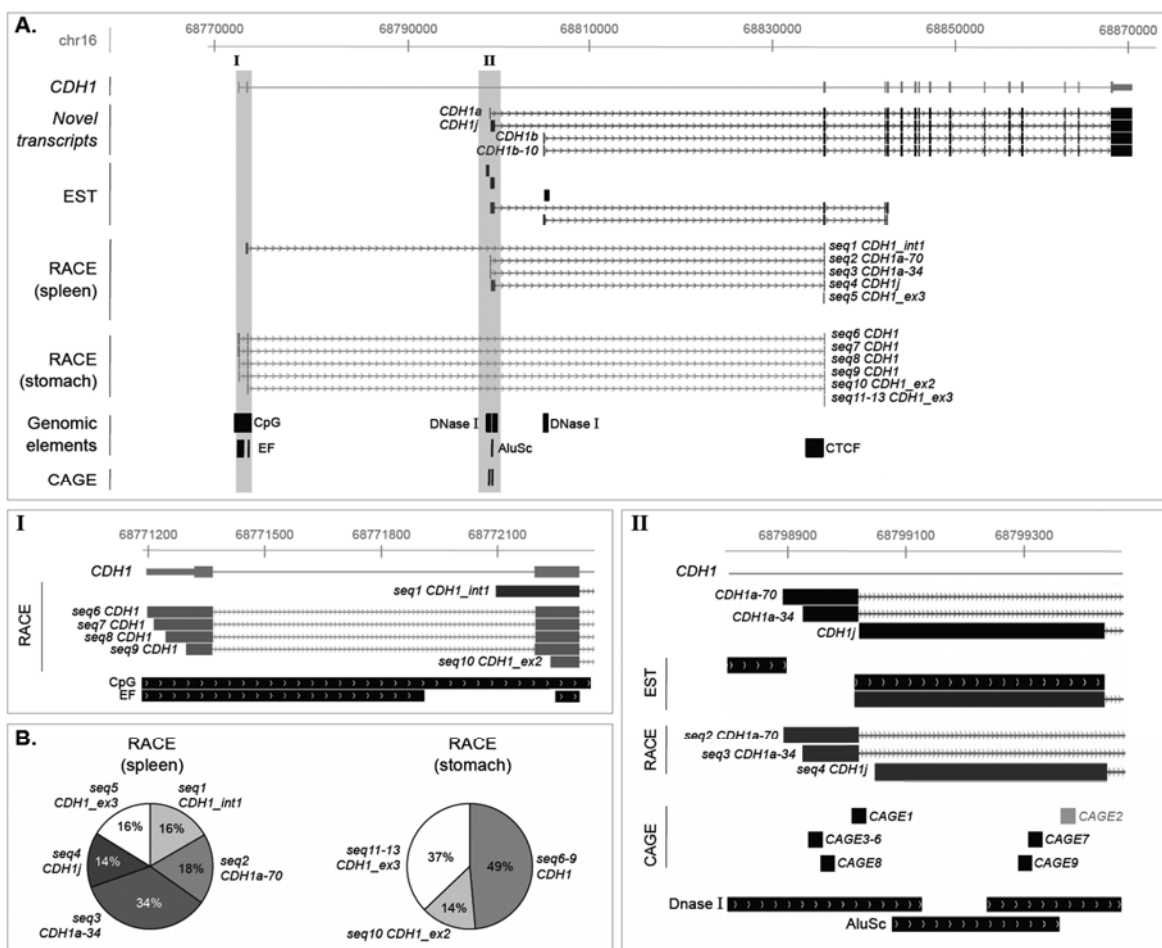 A.
chr16
68770000 68790000 68810000 68830000 68850000 68870000
I II
CDH1
Novel transcripts
CDH1a
CDH1j
CDH1b
CDH1b-10
EST
RACE (spleen)
seq1 CDH1_int1
seq2 CDH1a-70
seq3 CDH1a-34
seq4 CDH1j
seq5 CDH1_ex3
RACE (stomach)
seq6 CDH1
seq7 CDH1
seq8 CDH1
seq9 CDH1
seq10 CDH1_ex2
seq11-13 CDH1_ex3
Genomic elements
CpG DNase I DNase I
EF AluSc CTCF
CAGE
I
68771200 68771500 68771800 68772100
CDH1
RACE
seq1 CDH1_int1
seq6 CDH1
seq7 CDH1
seq8 CDH1
seq9 CDH1
seq10 CDH1_ex2
CpG
EF
B.
RACE (spleen)
seq5 CDH1_ex3 16%
seq1 CDH1_int1 16%
seq4 CDH1j 14%
seq2 CDH1a-70 18%
seq3 CDH1a-34 34%
RACE (stomach)
seq11-13 CDH1_ex3 37%
seq6-9 CDH1 49%
seq10 CDH1_ex2 14%
II
68798900 68799100 68799300
CDH1
CDH1a-70
CDH1a-34
CDH1j
EST
RACE
seq2 CDH1a-70
seq3 CDH1a-34
seq4 CDH1j
CAGE
CAGE1 CAGE2
CAGE3-6 CAGE7
CAGE8 CAGE9
Dnase I
AluSc